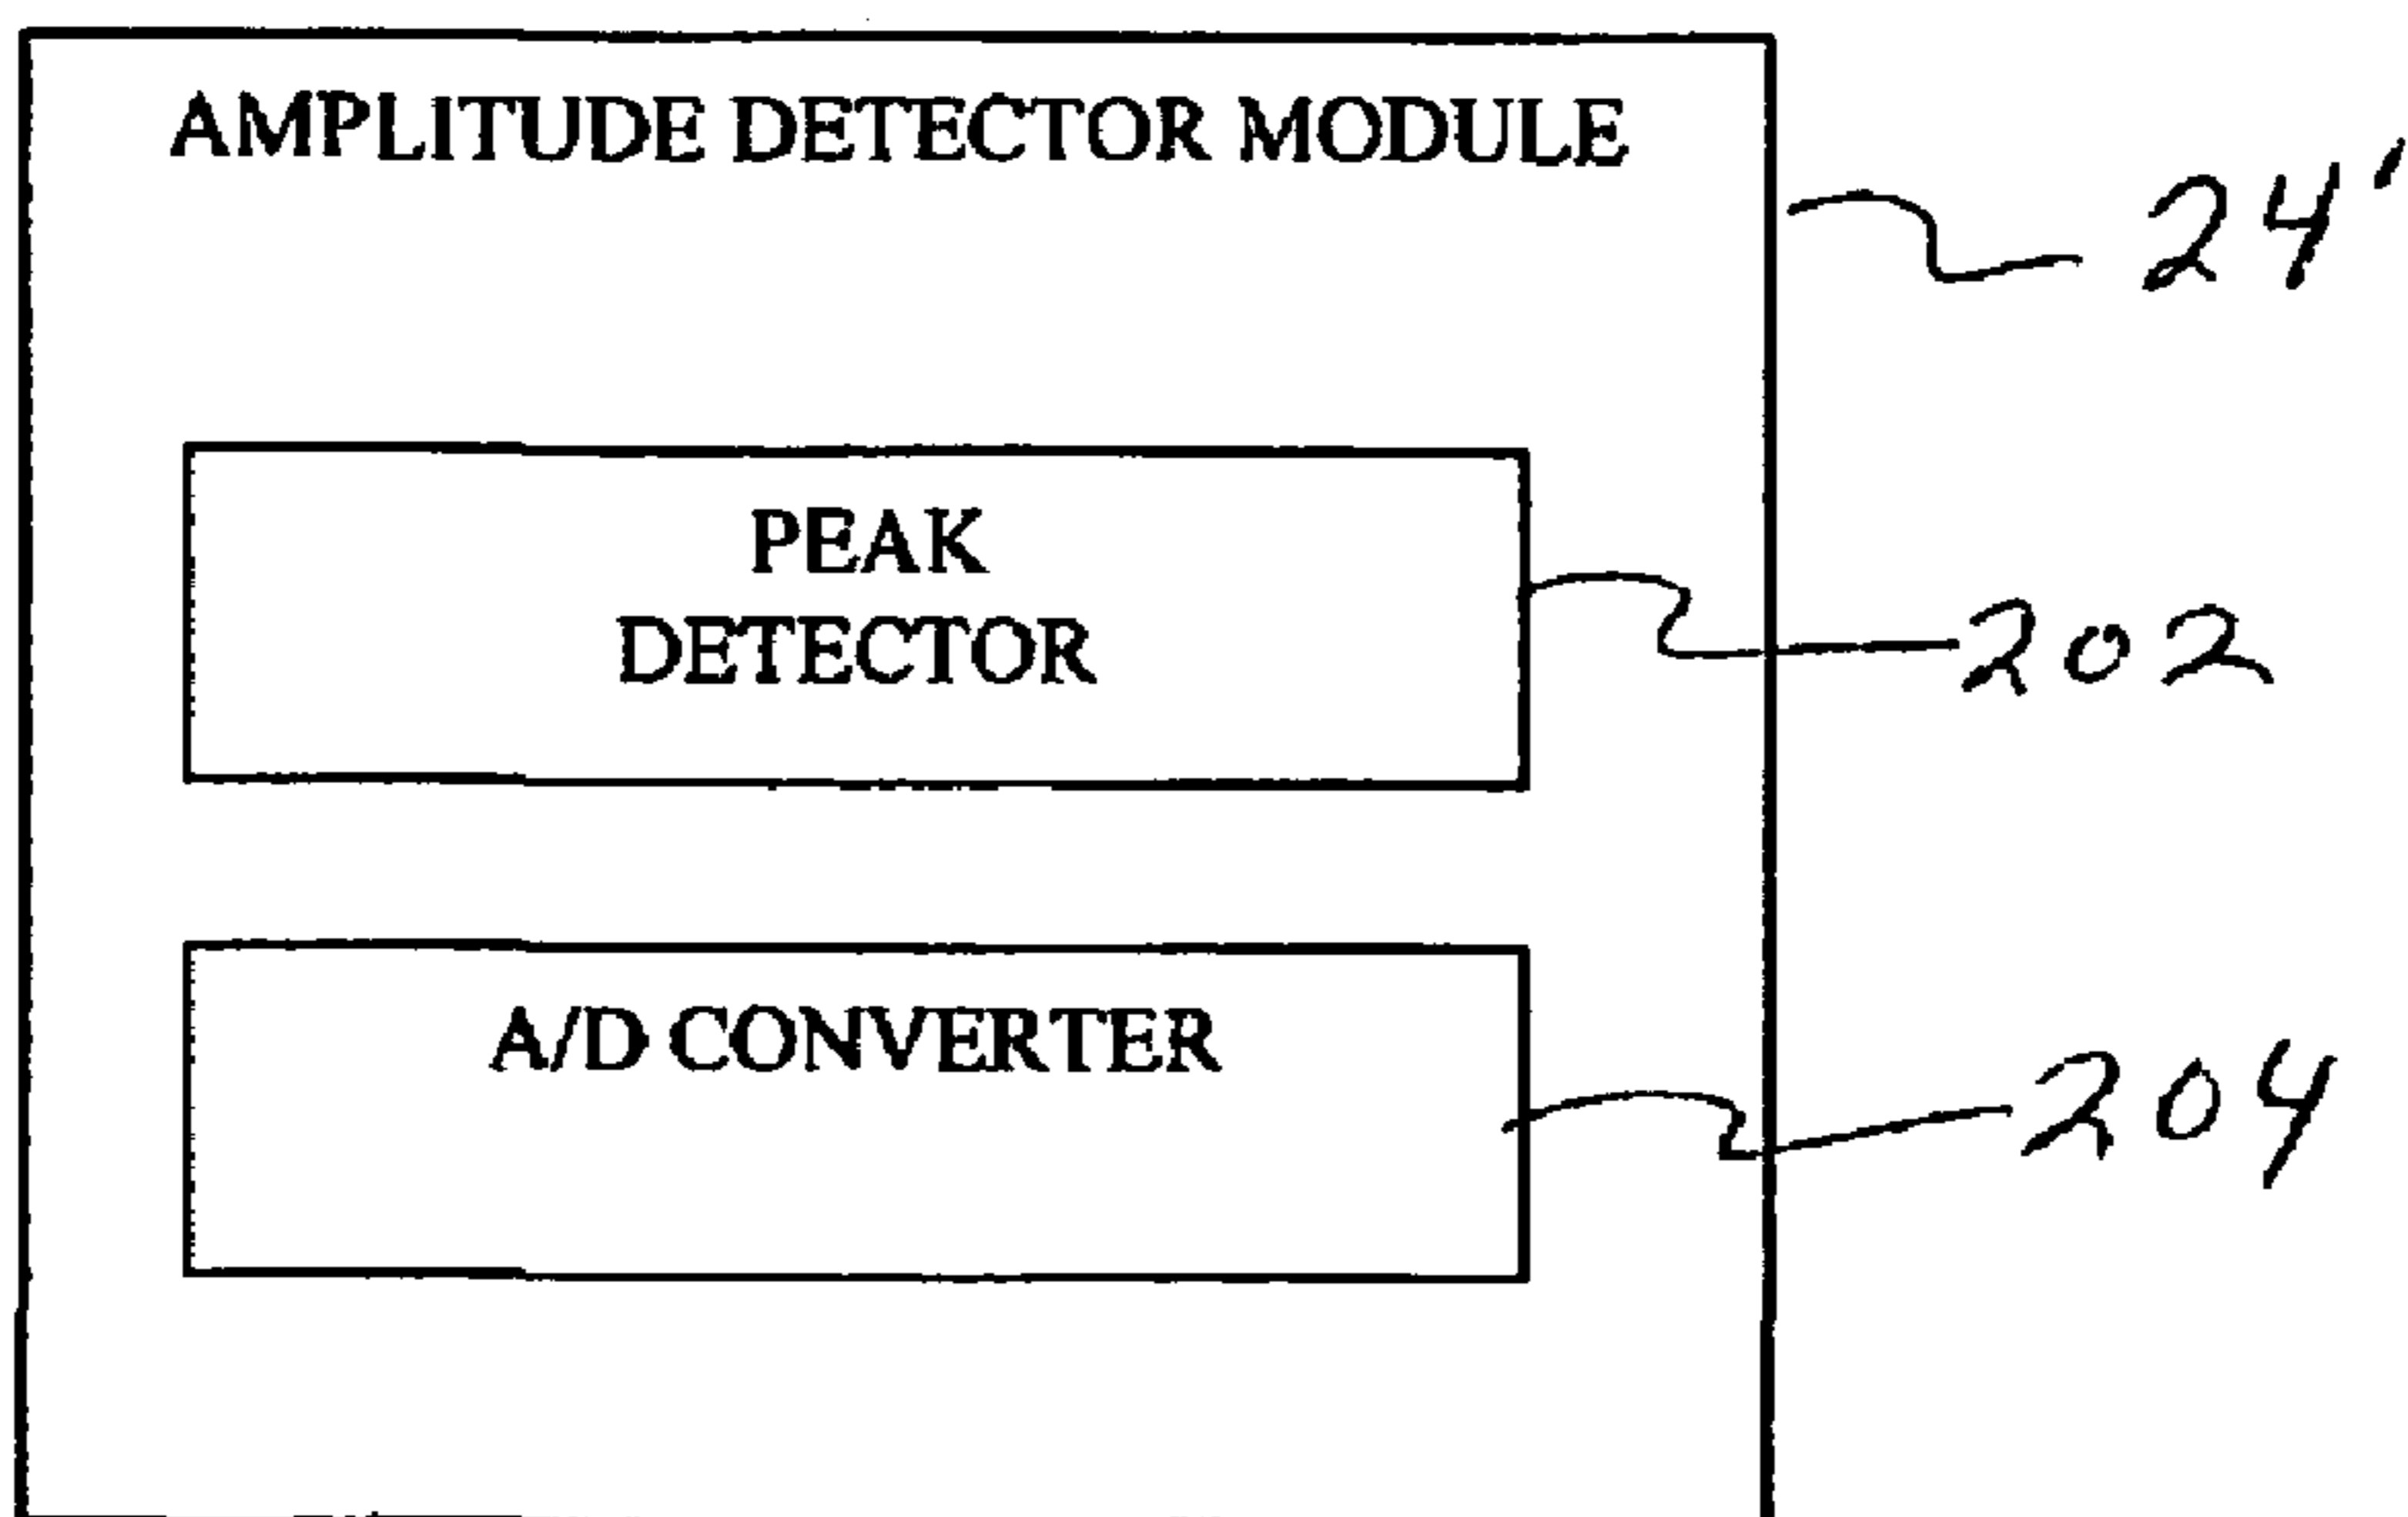 AMPLITUDE DETECTOR MODULE
24'
PEAK
DETECTOR
202
A/D CONVERTER
204